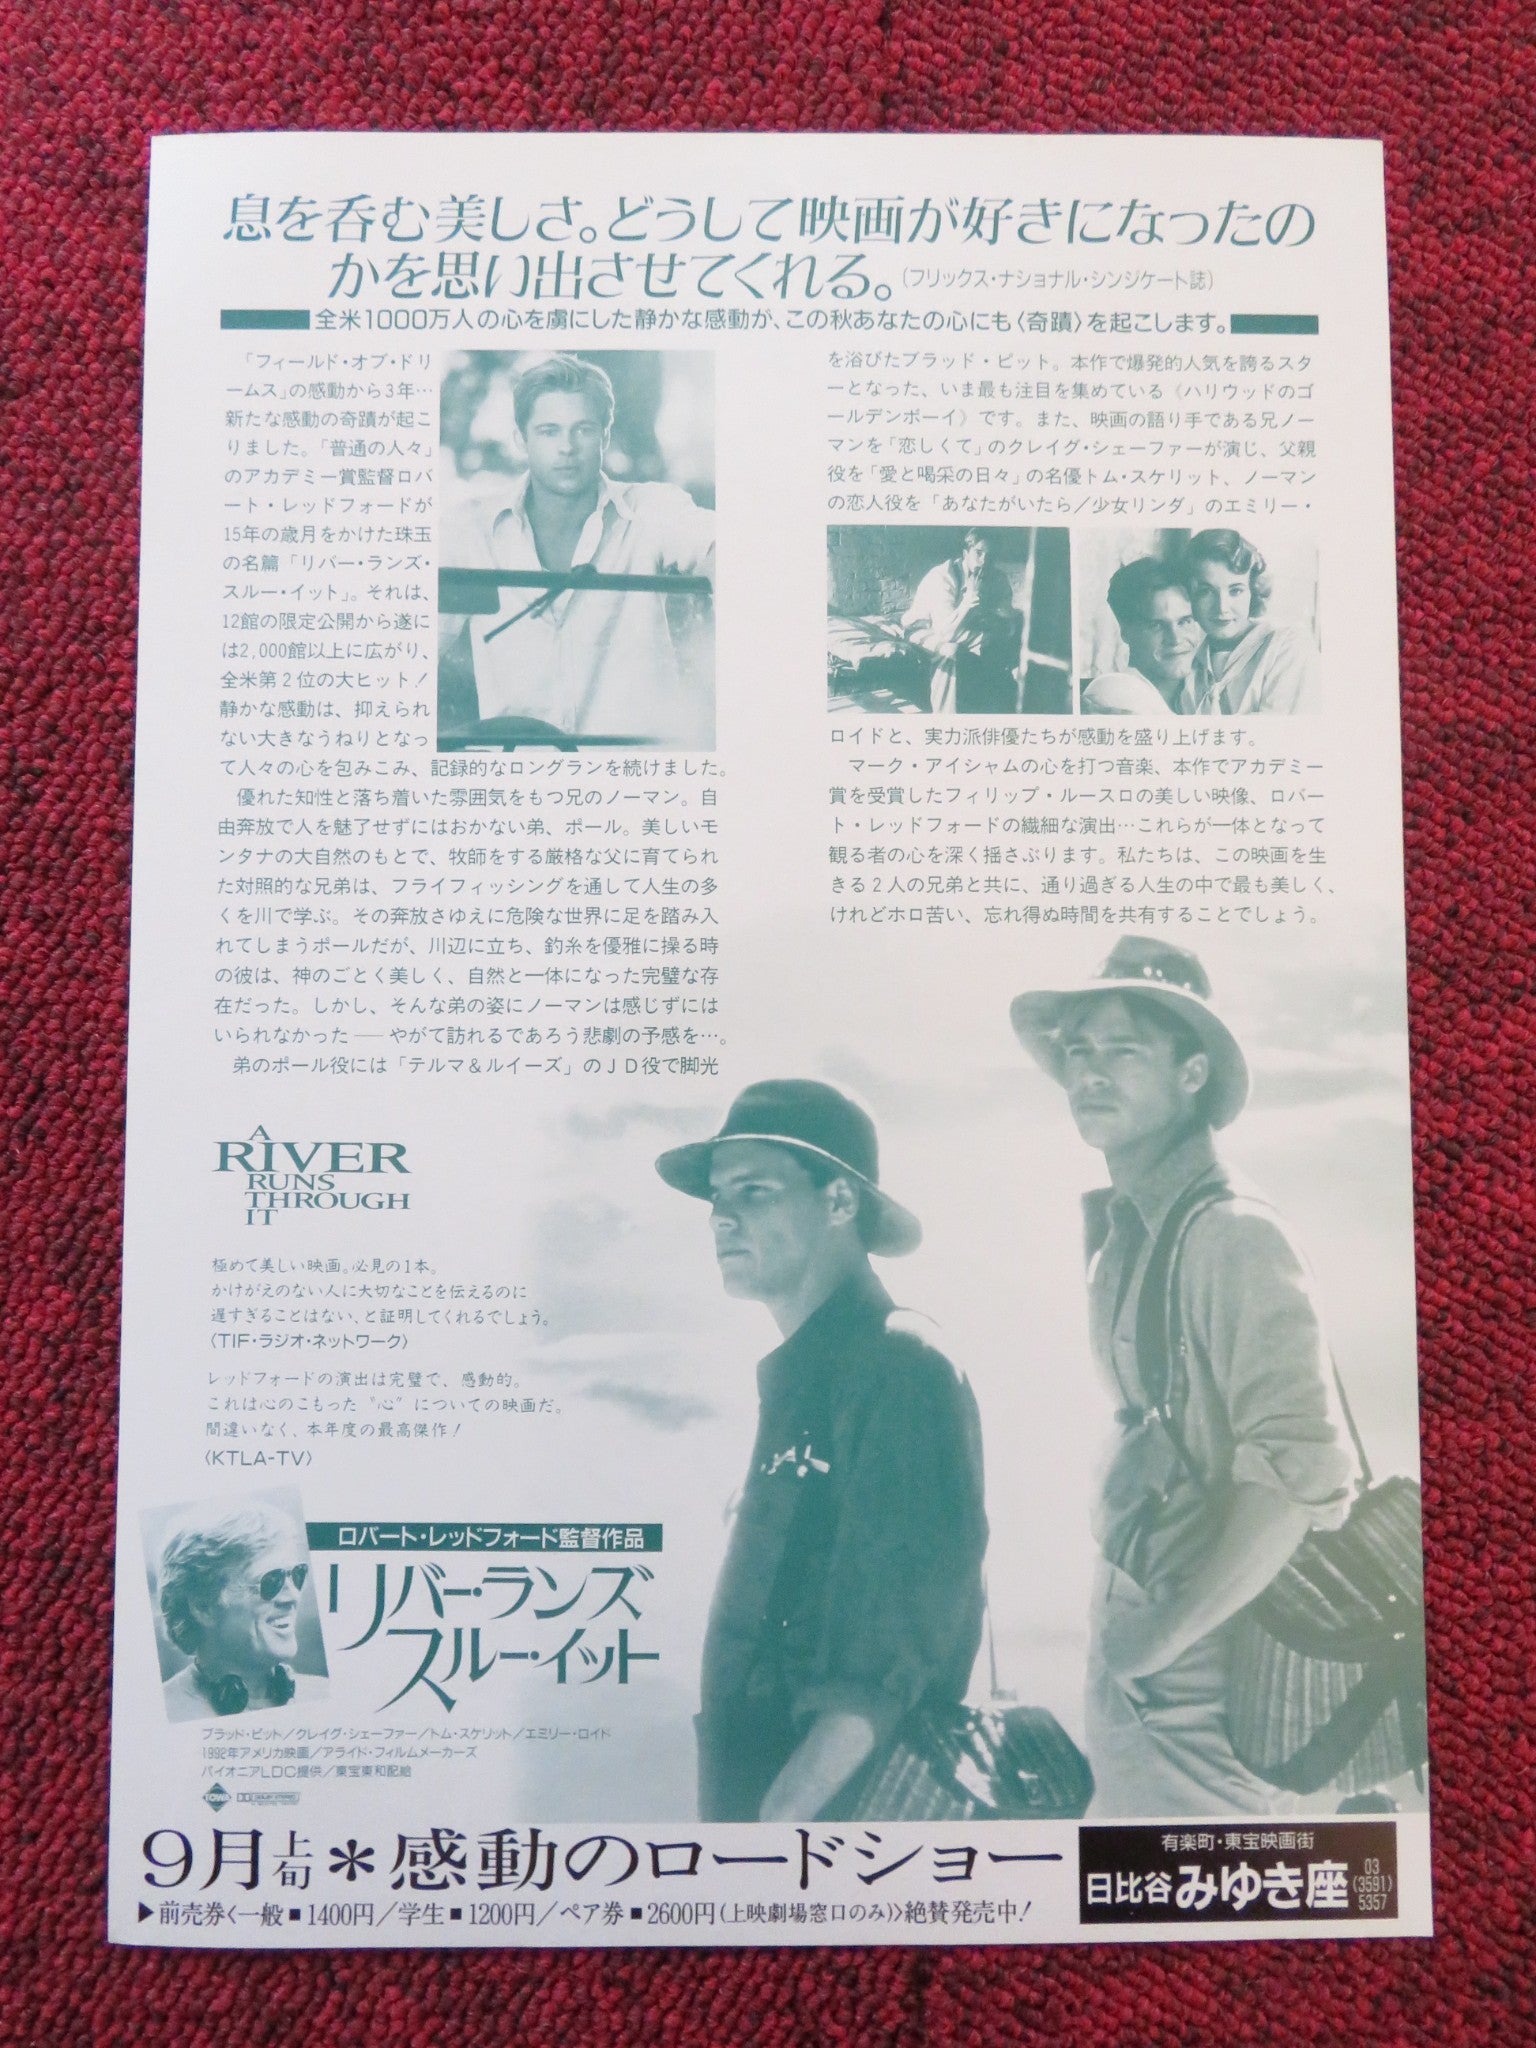 息を呑む美しさ。どうして映画が好きになったの
かを思い出させてくれる。(フリックス・ナショナル・シンジケート誌)
全米1000万人の心を虜にした静かな感動が、この秋あなたの心にも〈奇蹟〉を起こします。
「フィールド・オブ・ドリ
ームス」の感動から3年…
新たな感動の奇蹟が起こ
りました。「普通の人々」
のアカデミー賞監督ロバ
ート・レッドフォードが
15年の歳月をかけた珠玉
の名篇「リバー・ランズ・
スルー・イット」。それは、
12館の限定公開から遂に
は2,000館以上に広がり、
全米第2位の大ヒット!
静かな感動は、抑えられ
ない大きなうねりとなっ
て人々の心を包みこみ、記録的なロングランを続けました。
優れた知性と落ち着いた雰囲気をもつ兄のノーマン。自
由奔放で人を魅了せずにはおかない弟、ポール。美しいモ
ンタナの大自然のもとで、牧師をする厳格な父に育てられ
た対照的な兄弟は、フライフィッシングを通して人生の多
くを川で学ぶ。その奔放さゆえに危険な世界に足を踏み入
れてしまうポールだが、川辺に立ち、釣糸を優雅に操る時
の彼は、神のごとく美しく、自然と一体になった完璧な存
在だった。しかし、そんな弟の姿にノーマンは感じずには
いられなかった──やがて訪れるであろう悲劇の予感を…。
弟のポール役には「テルマ&ルイーズ」のJD役で脚光
を浴びたブラッド・ピット。本作で爆発的人気を誇るスタ
ーとなった、いま最も注目を集めている《ハリウッドのゴ
ールデンボーイ》です。また、映画の語り手である兄ノー
マンを「恋しくて」のクレイグ・シェーファーが演じ、父親
役を「愛と喝采の日々」の名優トム・スケリット、ノーマン
の恋人役を「あなたがいたら/少女リンダ」のエミリー・
ロイドと、実力派俳優たちが感動を盛り上げます。
マーク・アイシャムの心を打つ音楽、本作でアカデミー
賞を受賞したフィリップ・ルースロの美しい映像、ロバー
ト・レッドフォードの繊細な演出…これらが一体となって
観る者の心を深く揺さぶります。私たちは、この映画を生
きる2人の兄弟と共に、通り過ぎる人生の中で最も美しく、
けれどホロ苦い、忘れ得ぬ時間を共有することでしょう。
A
RIVER
RUNS
THROUGH
IT
極めて美しい映画。必見の1本。
かけがえのない人に大切なことを伝えるのに
遅すぎることはない、と証明してくれるでしょう。
〈TIF・ラジオ・ネットワーク〉
レッドフォードの演出は完璧で、感動的。
これは心のこもった〝心〟についての映画だ。
間違いなく、本年度の最高傑作!
〈KTLA-TV〉
ロバート・レッドフォード監督作品
リバー・ランズ
スルー・イット
ブラッド・ピット/クレイグ・シェーファー/トム・スケリット/エミリー・ロイド
1992年アメリカ映画/アライド・フィルムメーカーズ
パイオニアLDC提供/東宝東和配給
TOWA DOLBY STEREO
9月上旬＊感動のロードショー
▶前売券〈一般■1400円/学生■1200円/ペア券■2600円(上映劇場窓口のみ)〉絶賛発売中!
有楽町・東宝映画街
日比谷みゆき座 03(3591)5357